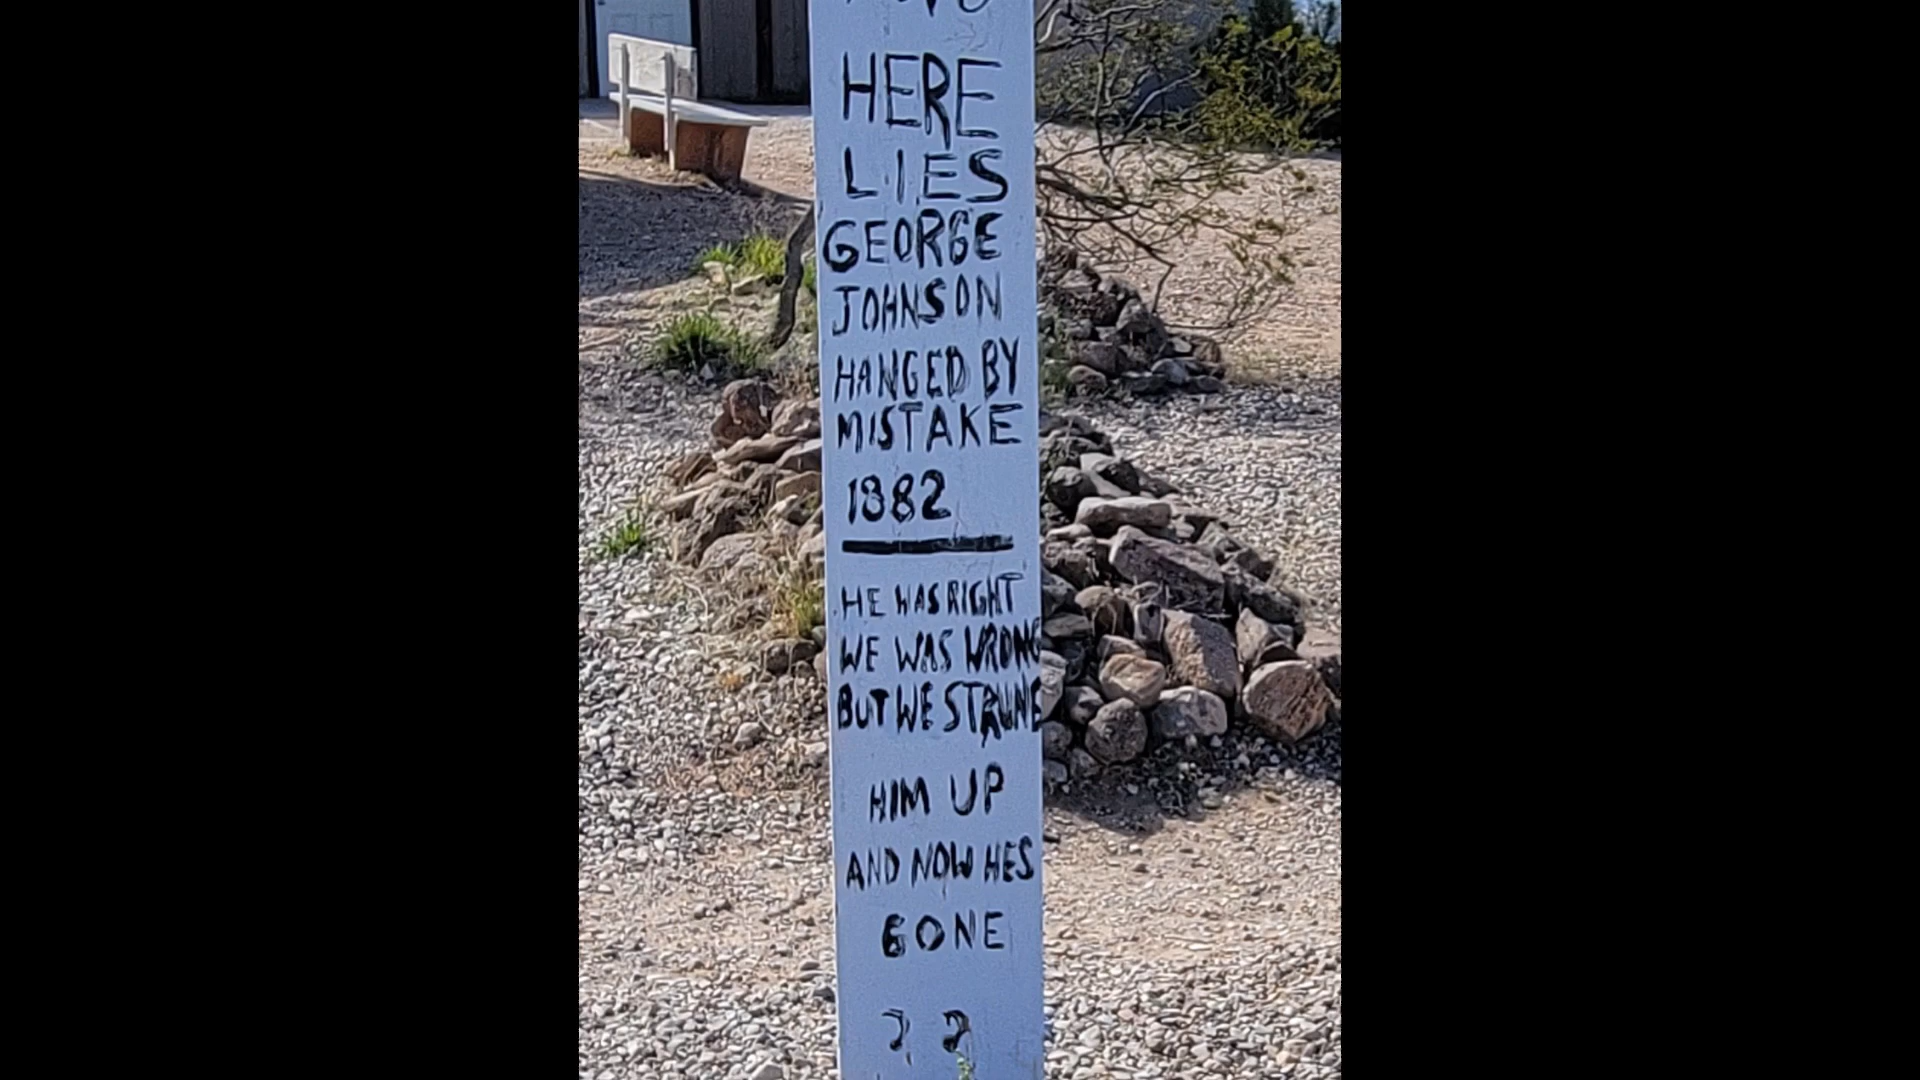 HERE
LIES
GEORGE
JOHNSON
HANGED BY
MISTAKE
1882
HE WAS RIGHT
WE WAS WRONG
BUT WE STRUNG
HIM UP
AND NOW HES
GONE